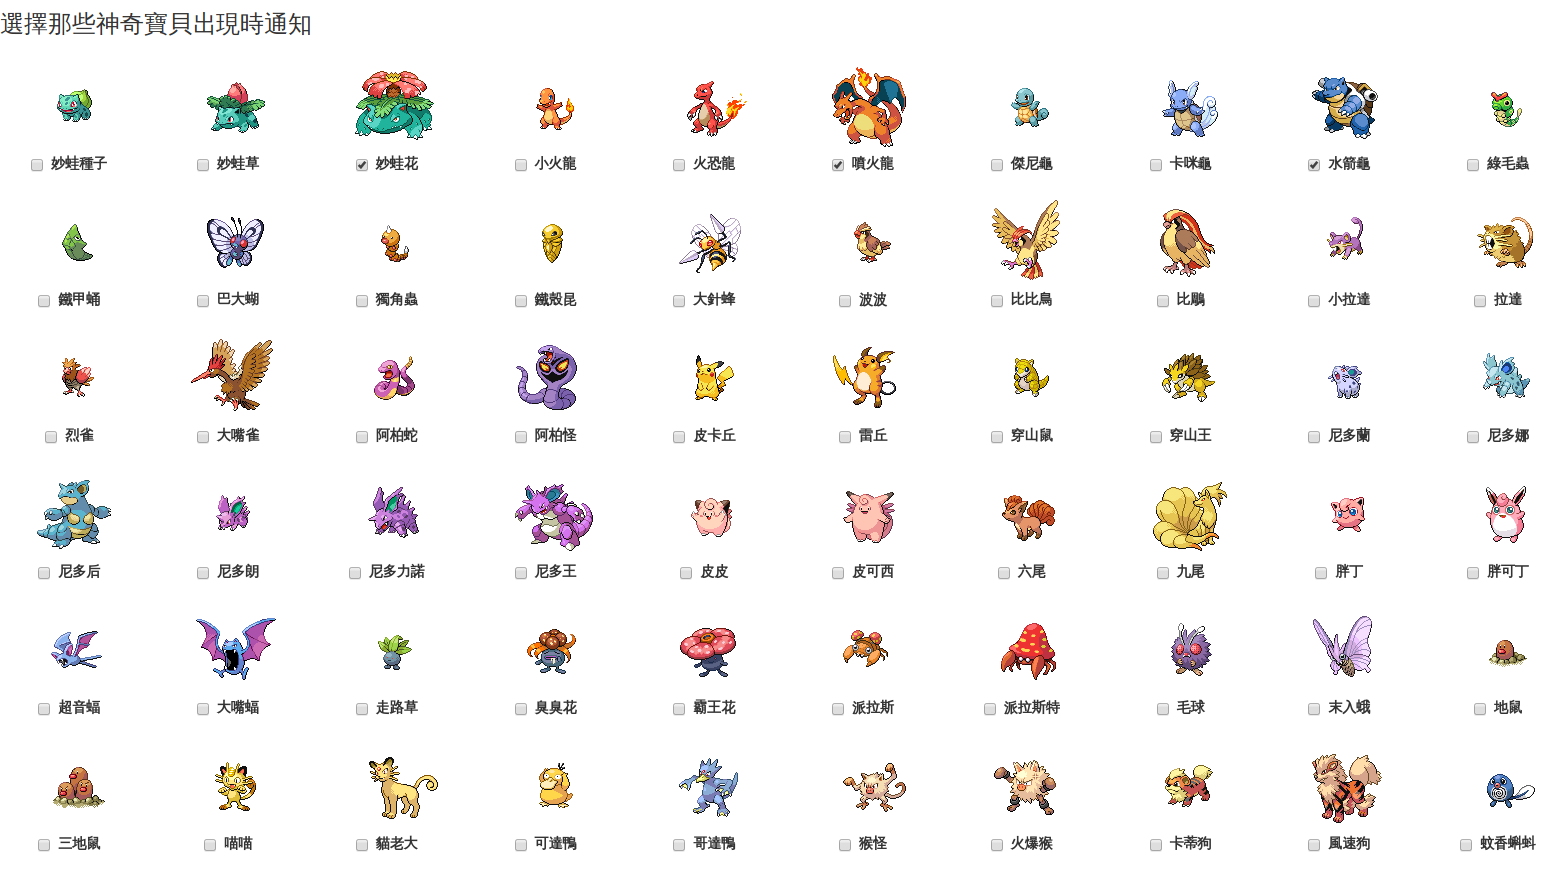 選擇那些神奇寶貝出現時通知
妙蛙種子 妙蛙草 妙蛙花 小火龍 火恐龍 噴火龍 傑尼龜 卡咪龜 水箭龜 綠毛蟲
鐵甲蛹 巴大蝴 獨角蟲 鐵殼昆 大針蜂 波波 比比鳥 比鵰 小拉達 拉達
烈雀 大嘴雀 阿柏蛇 阿柏怪 皮卡丘 雷丘 穿山鼠 穿山王 尼多蘭 尼多娜
尼多后 尼多朗 尼多力諾 尼多王 皮皮 皮可西 六尾 九尾 胖丁 胖可丁
超音蝠 大嘴蝠 走路草 臭臭花 霸王花 派拉斯 派拉斯特 毛球 末入蛾 地鼠
三地鼠 喵喵 貓老大 可達鴨 哥達鴨 猴怪 火爆猴 卡蒂狗 風速狗 蚊香蝌蚪